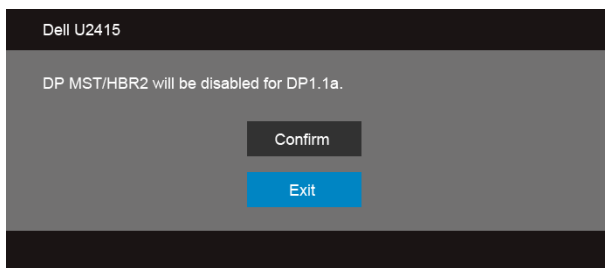 Dell U2415
DP MST/HBR2 will be disabled for DP1.1a.
Confirm
Exit